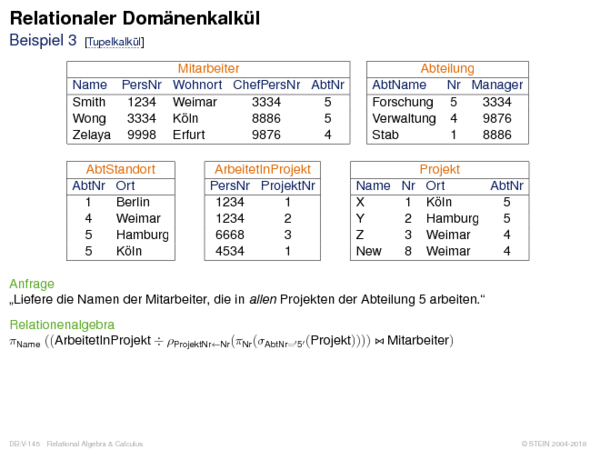 Relationaler Domänenkalkül
Beispiel 3 [Tupelkalkül]
Mitarbeiter
Name PersNr Wohnort ChefPersNr AbtNr
Smith 1234 Weimar 3334 5
Wong 3334 Köln 8886 5
Zelaya 9998 Erfurt 9876 4
Abteilung
AbtName Nr Manager
Forschung 5 3334
Verwaltung 4 9876
Stab 1 8886
AbtStandort
AbtNr Ort
1 Berlin
4 Weimar
5 Hamburg
5 Köln
ArbeitetInProjekt
PersNr ProjektNr
1234 1
1234 2
6668 3
4534 1
Projekt
Name Nr Ort AbtNr
X 1 Köln 5
Y 2 Hamburg 5
Z 3 Weimar 4
New 8 Weimar 4
Anfrage
„Liefere die Namen der Mitarbeiter, die in allen Projekten der Abteilung 5 arbeiten.“
Relationenalgebra
π Name ((ArbeitetInProjekt ÷ ρ ProjektNr←Nr (π Nr (σ AbtNr='5' (Projekt)))) ⋈ Mitarbeiter)
DB:V-145 Relational Algebra & Calculus
© STEIN 2004-2018